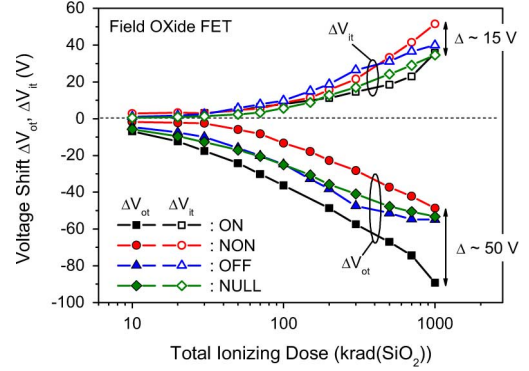 Field OXide FET
ΔVit
Δ ~ 15 V
60
40
20
0
-20
-40
-60
-80
-100
Voltage Shift ΔVot, ΔVit (V)
ΔVot ΔVit
: ON
: NON
: OFF
: NULL
ΔVot
Δ ~ 50 V
10 100 1000
Total Ionizing Dose (krad(SiO2))